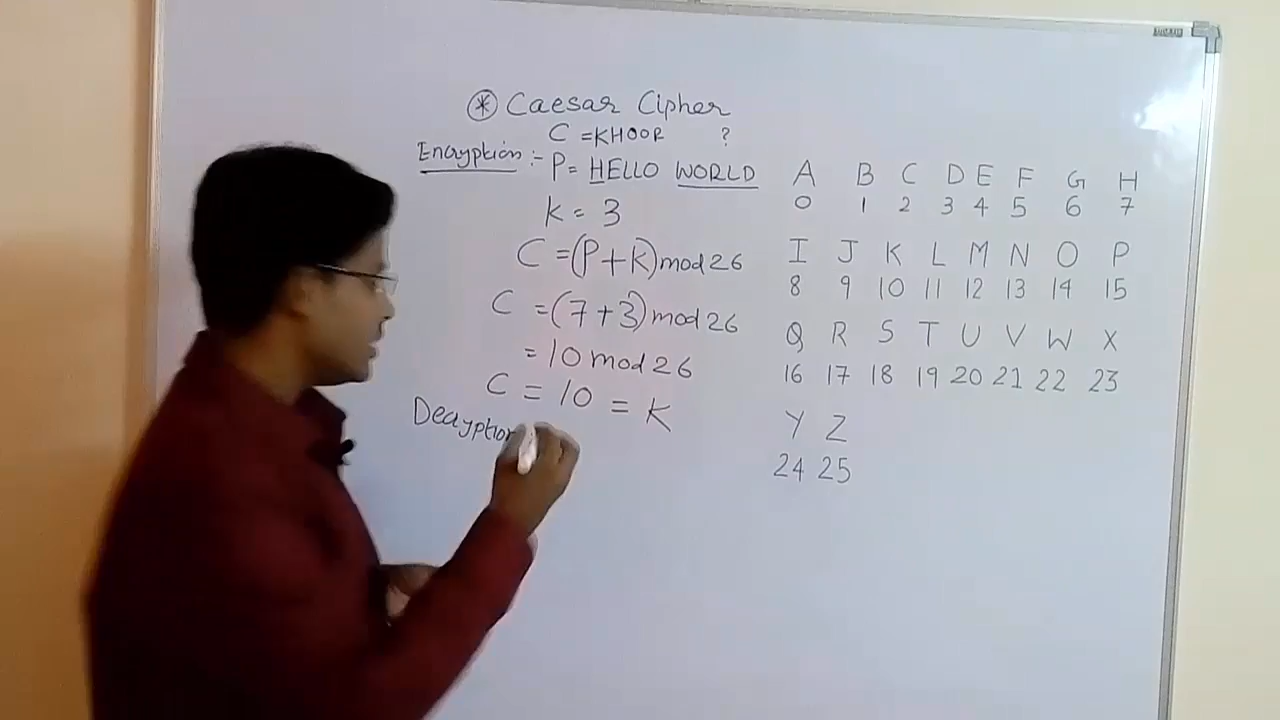 * Caesar Cipher
C = KHOOR ?
Encryption :- P = HELLO WORLD
K = 3
C = (P + K) mod 26
C = (7 + 3) mod 26
= 10 mod 26
C = 10 = K
Decryption
A B C D E F G H
0 1 2 3 4 5 6 7
I J K L M N O P
8 9 10 11 12 13 14 15
Q R S T U V W X
16 17 18 19 20 21 22 23
Y Z
24 25